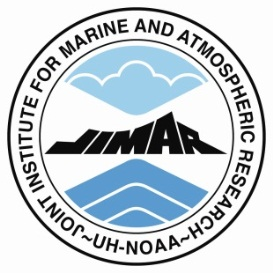 JOINT INSTITUTE FOR MARINE AND ATMOSPHERIC RESEARCH~UH-NOAA~
JIMAR